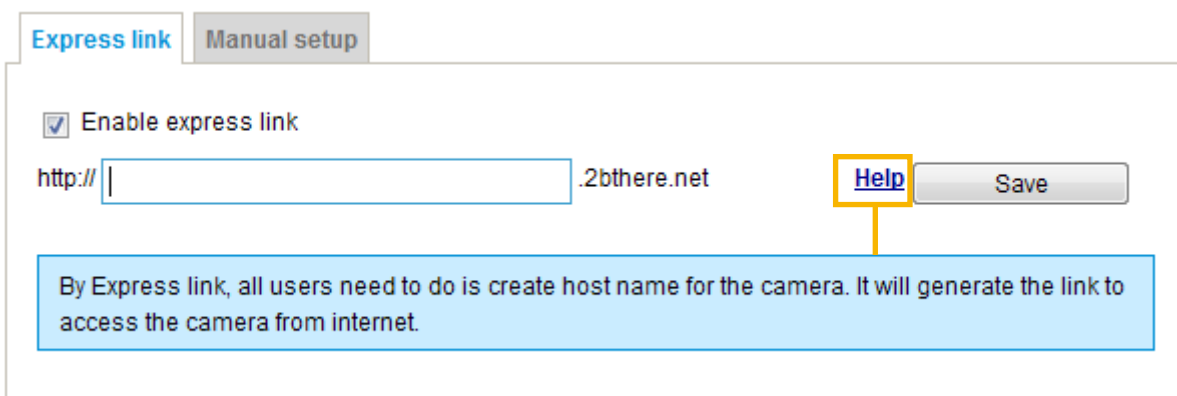 Express link Manual setup
Enable express link
http:// .2bthere.net Help Save
By Express link, all users need to do is create host name for the camera. It will generate the link to
access the camera from internet.